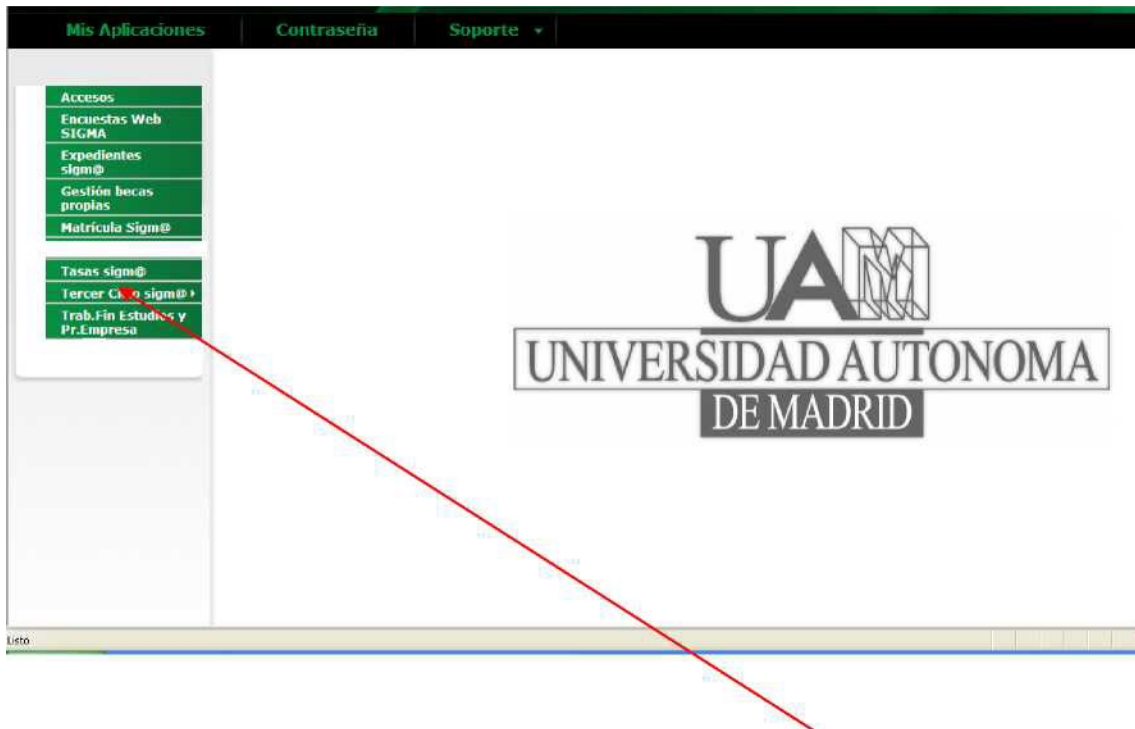 Mis Aplicaciones
Contraseña
Soporte
Accesos
Encuestas Web
SIGMA
Expedientes
sigm@
Gestión becas
propias
Matrícula Sigm@
Tasas sigm@
Tercer sigm@
Trab.Fin Estudios y
Pr.Empresa
UAM
UNIVERSIDAD AUTONOMA
DE MADRID
Listo